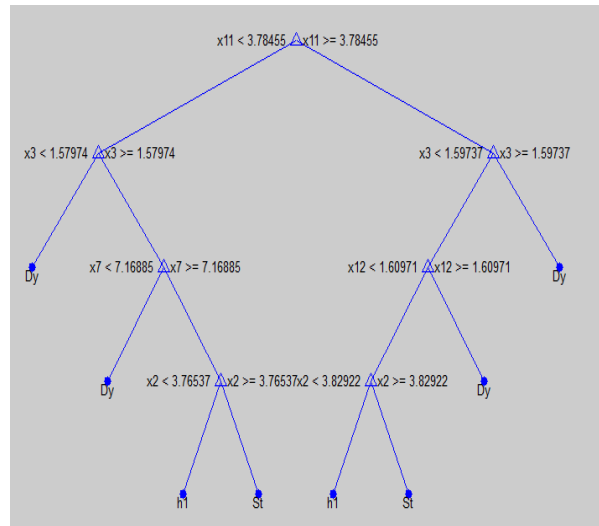 x11 < 3.78455 x11 >= 3.78455
x3 < 1.57974 x3 >= 1.57974 x3 < 1.59737 x3 >= 1.59737
Dy x7 < 7.16885 x7 >= 7.16885 x12 < 1.60971 x12 >= 1.60971 Dy
Dy x2 < 3.76537 x2 >= 3.76537 x2 < 3.82922 x2 >= 3.82922 Dy
h1 St h1 St